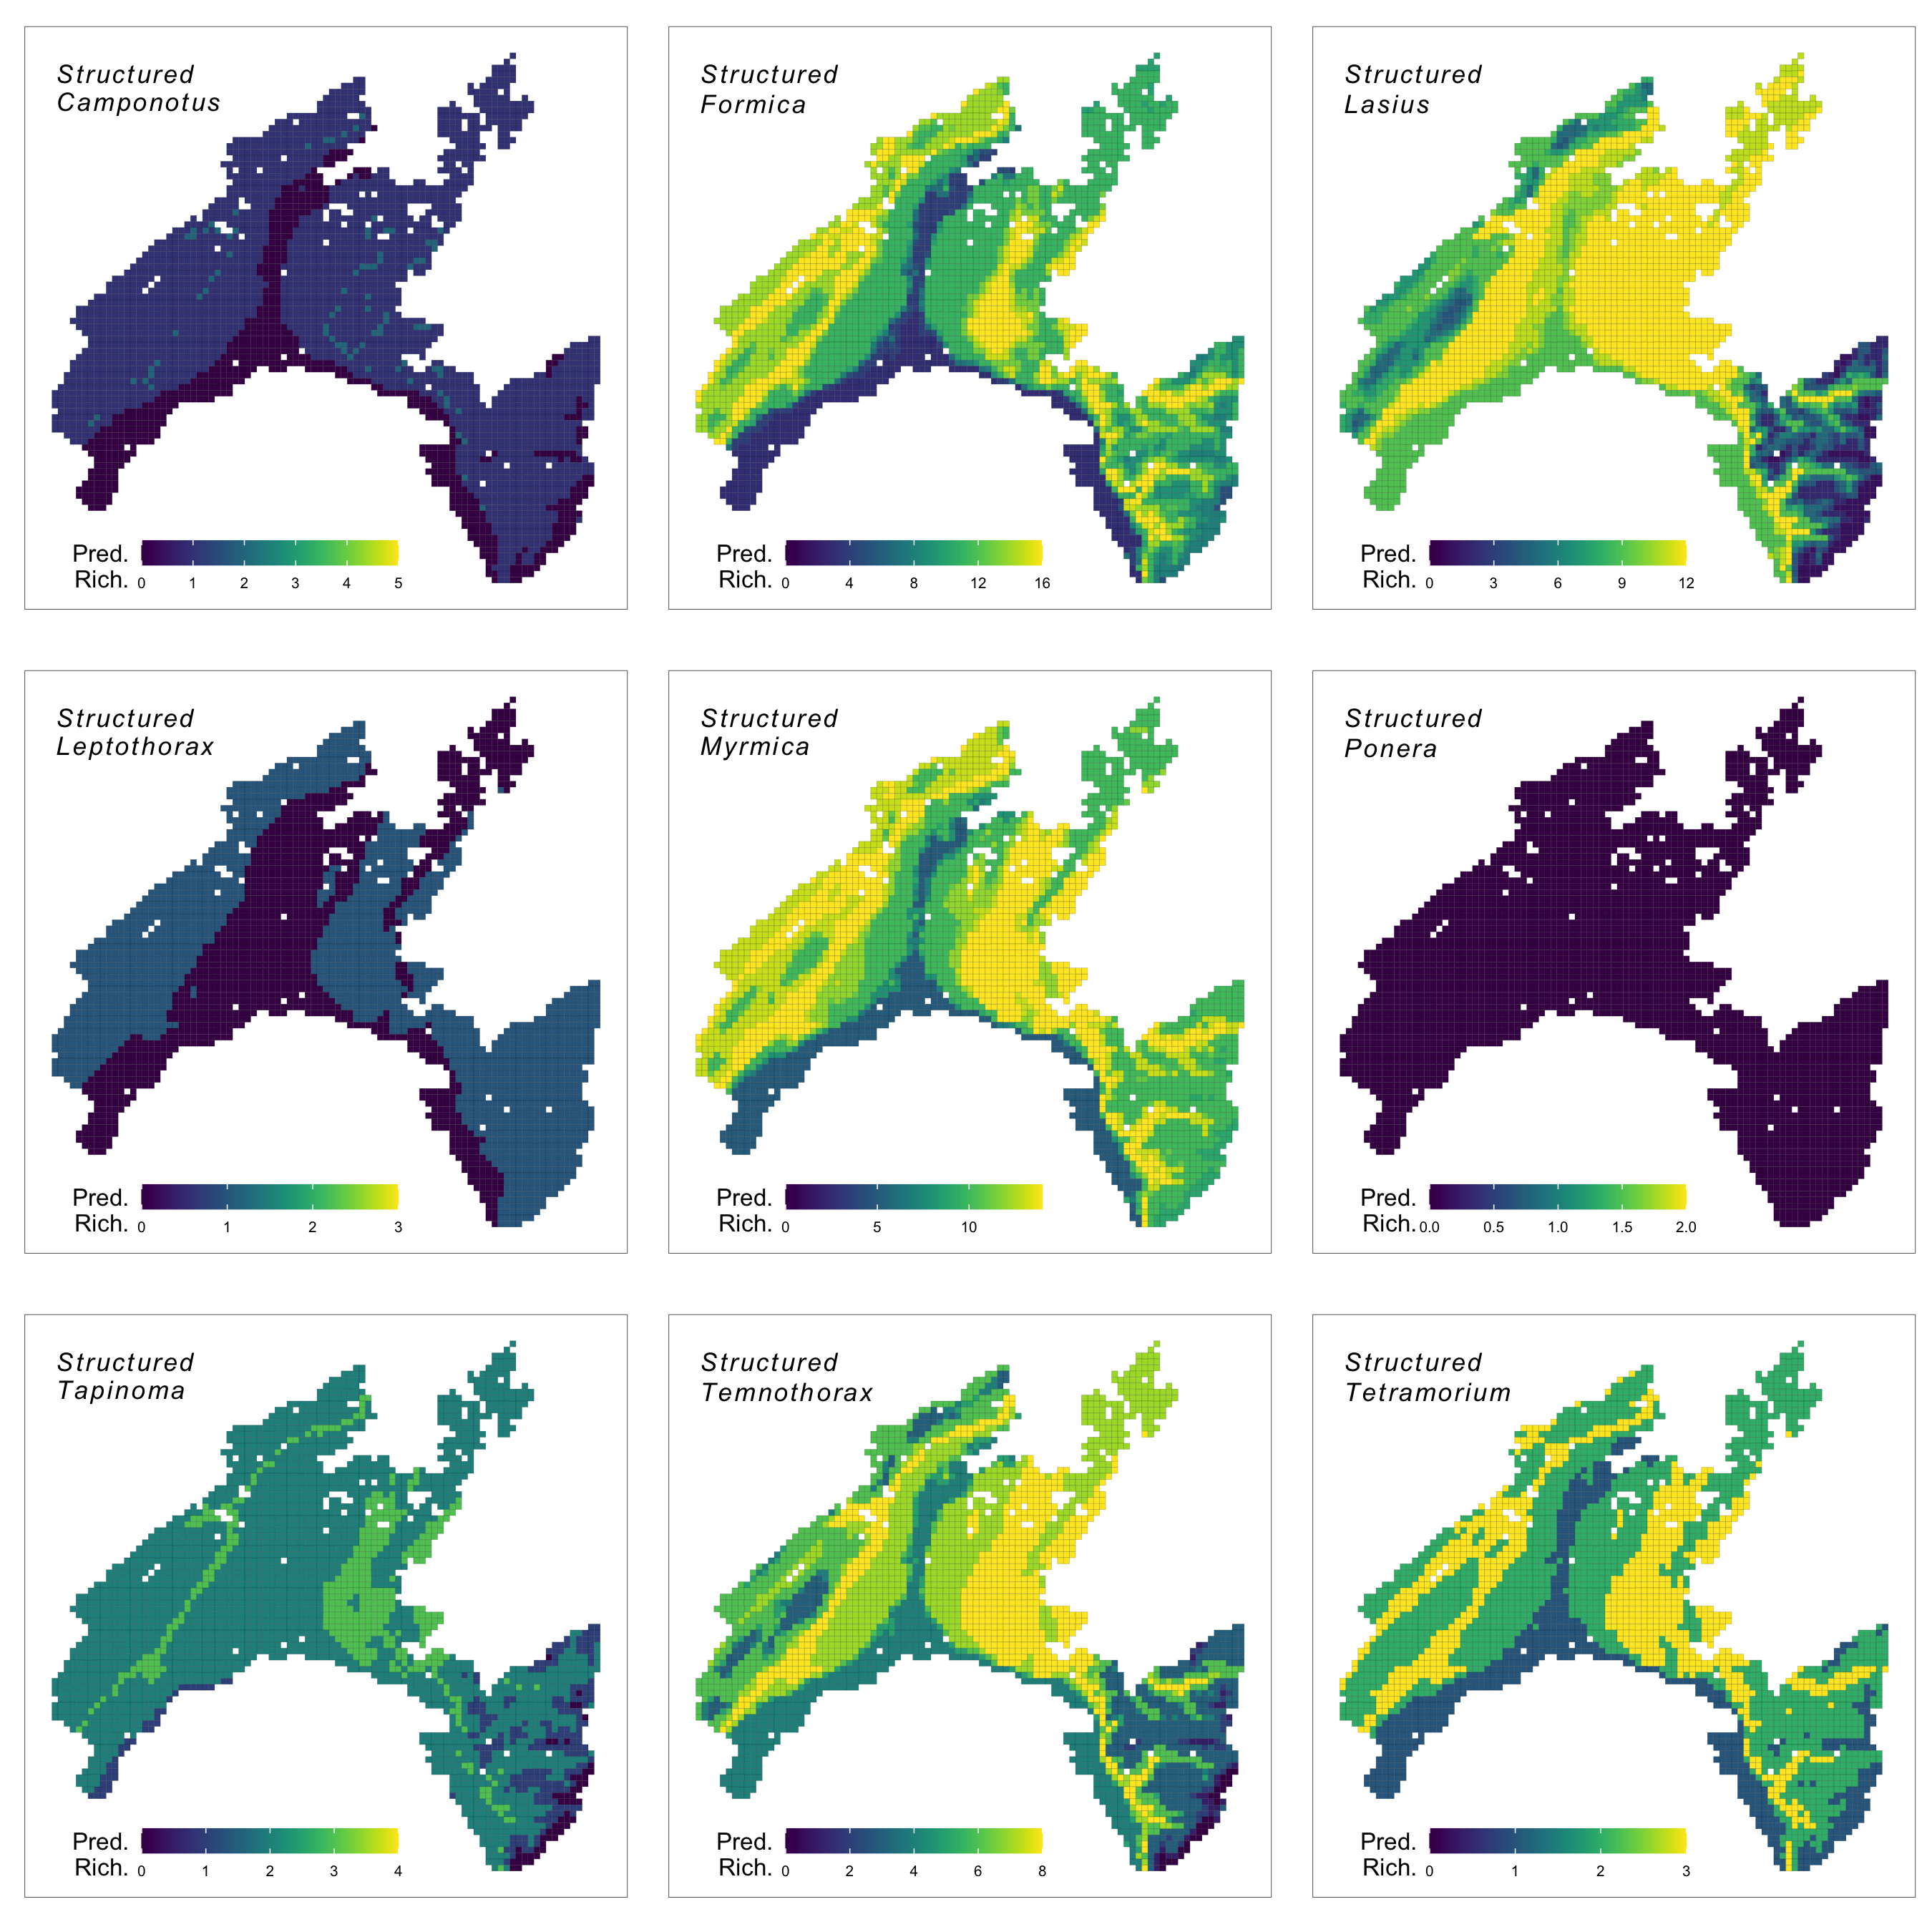 Structured
Camponotus
Pred.
Rich. 0 1 2 3 4 5
Structured
Formica
Pred.
Rich. 0 4 8 12 16
Structured
Lasius
Pred.
Rich. 0 3 6 9 12
Structured
Leptothorax
Pred.
Rich. 0 1 2 3
Structured
Myrmica
Pred.
Rich. 0 5 10
Structured
Ponera
Pred.
Rich. 0.0 0.5 1.0 1.5 2.0
Structured
Tapinoma
Pred.
Rich. 0 1 2 3 4
Structured
Temnothorax
Pred.
Rich. 0 2 4 6 8
Structured
Tetramorium
Pred.
Rich. 0 1 2 3